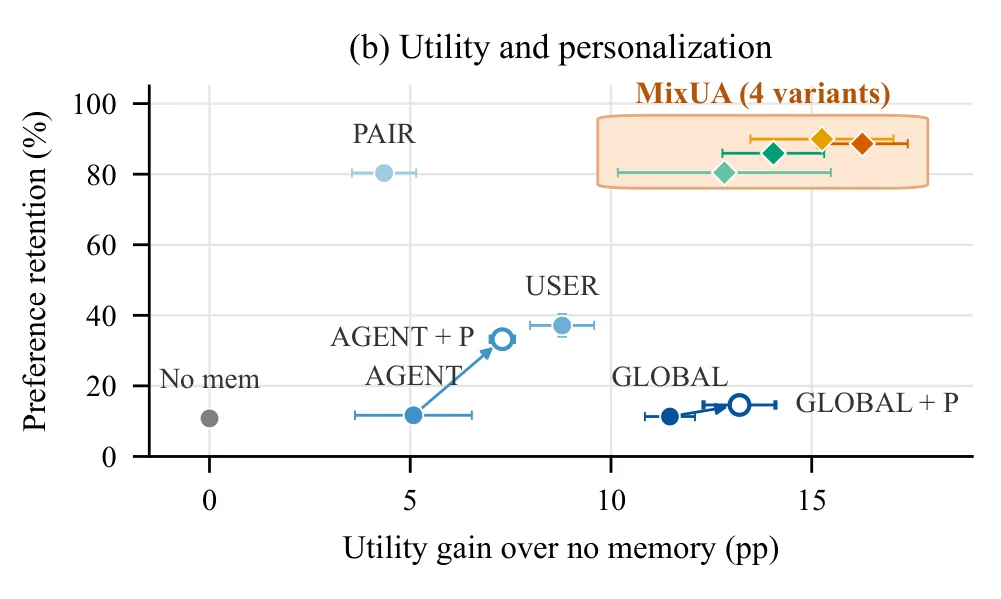 (b) Utility and personalization
MixUA (4 variants)
Preference retention (%)
100
80
60
40
20
0
PAIR
USER
AGENT + P
AGENT
No mem
GLOBAL
GLOBAL + P
0
5
10
15
Utility gain over no memory (pp)